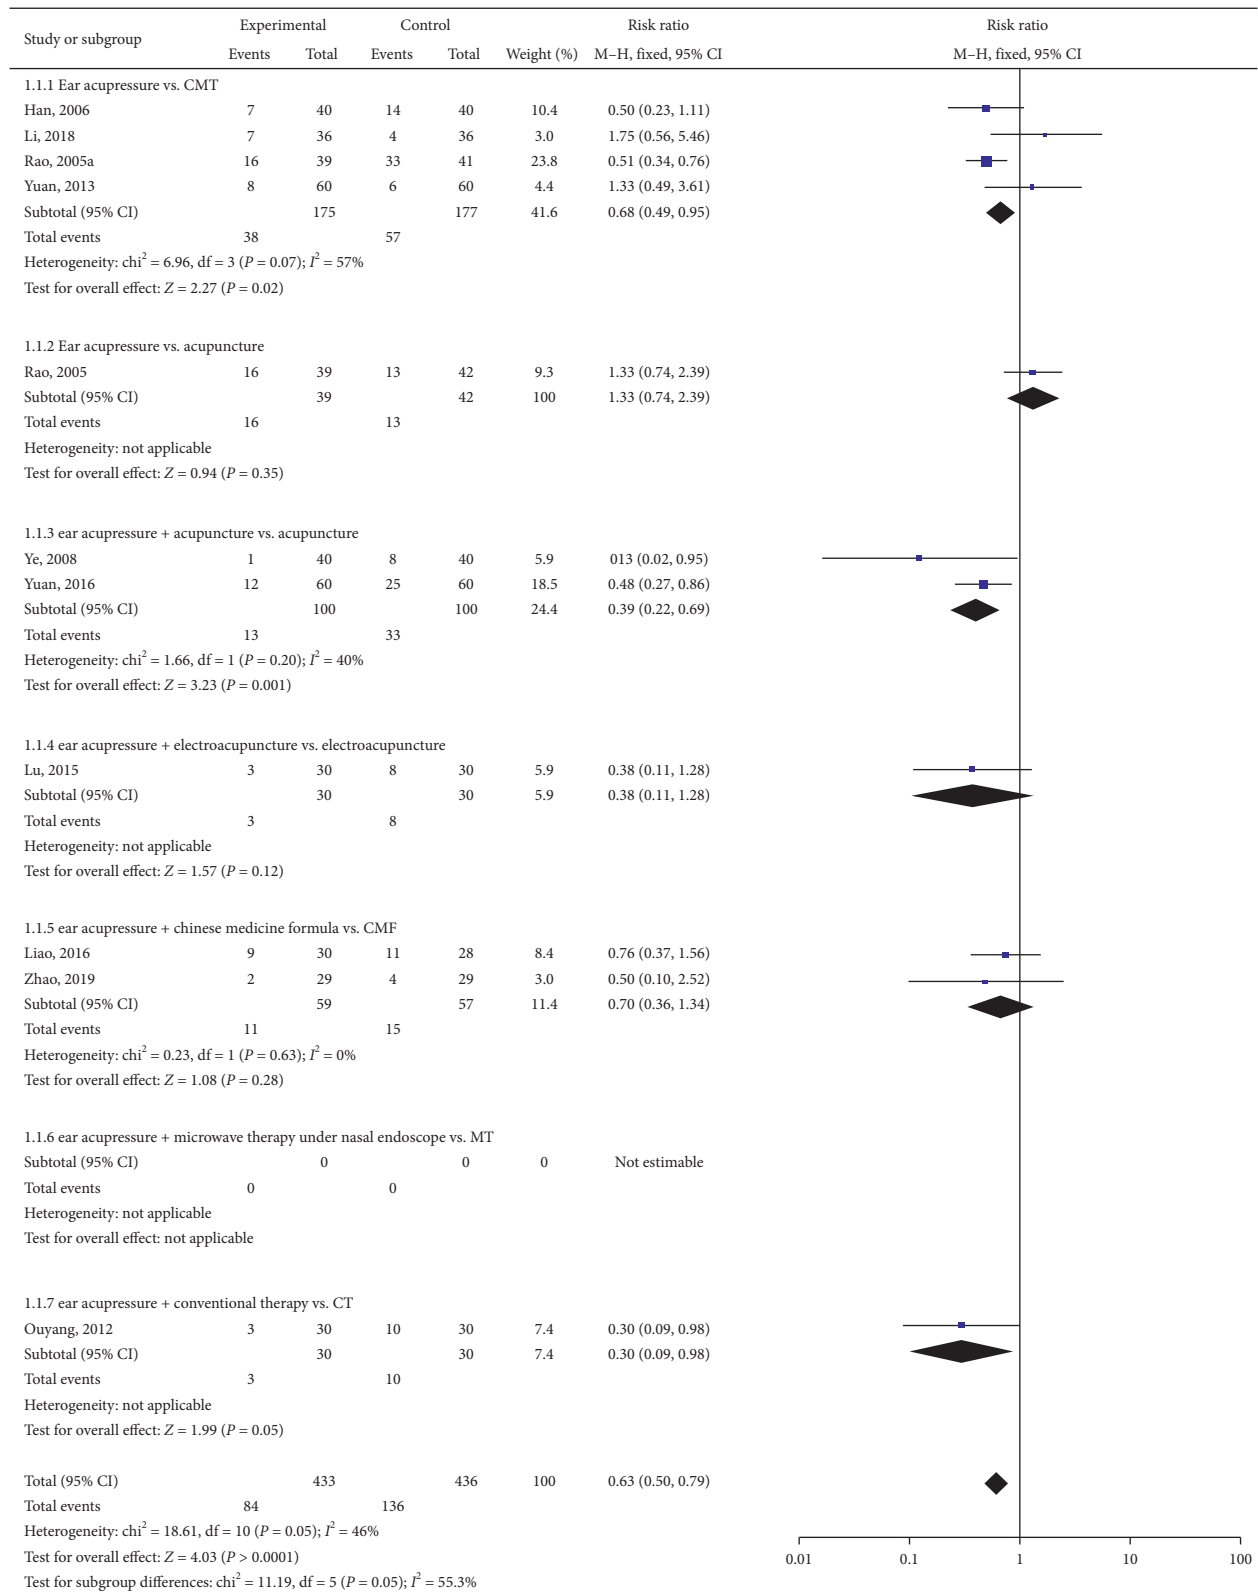 Study or subgroup Experimental Control Weight (%) Risk ratio Risk ratio
Events Total Events Total M–H, fixed, 95% CI M–H, fixed, 95% CI
1.1.1 Ear acupressure vs. CMT
Han, 2006 7 40 14 40 10.4 0.50 (0.23, 1.11)
Li, 2018 7 36 4 36 3.0 1.75 (0.56, 5.46)
Rao, 2005a 16 39 33 41 23.8 0.51 (0.34, 0.76)
Yuan, 2013 8 60 6 60 4.4 1.33 (0.49, 3.61)
Subtotal (95% CI) 175 177 41.6 0.68 (0.49, 0.95)
Total events 38 57
Heterogeneity: chi² = 6.96, df = 3 (P = 0.07); I² = 57%
Test for overall effect: Z = 2.27 (P = 0.02)
1.1.2 Ear acupressure vs. acupuncture
Rao, 2005 16 39 13 42 9.3 1.33 (0.74, 2.39)
Subtotal (95% CI) 39 42 100 1.33 (0.74, 2.39)
Total events 16 13
Heterogeneity: not applicable
Test for overall effect: Z = 0.94 (P = 0.35)
1.1.3 ear acupressure + acupuncture vs. acupuncture
Ye, 2008 1 40 8 40 5.9 013 (0.02, 0.95)
Yuan, 2016 12 60 25 60 18.5 0.48 (0.27, 0.86)
Subtotal (95% CI) 100 100 24.4 0.39 (0.22, 0.69)
Total events 13 33
Heterogeneity: chi² = 1.66, df = 1 (P = 0.20); I² = 40%
Test for overall effect: Z = 3.23 (P = 0.001)
1.1.4 ear acupressure + electroacupuncture vs. electroacupuncture
Lu, 2015 3 30 8 30 5.9 0.38 (0.11, 1.28)
Subtotal (95% CI) 30 30 5.9 0.38 (0.11, 1.28)
Total events 3 8
Heterogeneity: not applicable
Test for overall effect: Z = 1.57 (P = 0.12)
1.1.5 ear acupressure + chinese medicine formula vs. CMF
Liao, 2016 9 30 11 28 8.4 0.76 (0.37, 1.56)
Zhao, 2019 2 29 4 29 3.0 0.50 (0.10, 2.52)
Subtotal (95% CI) 59 57 11.4 0.70 (0.36, 1.34)
Total events 11 15
Heterogeneity: chi² = 0.23, df = 1 (P = 0.63); I² = 0%
Test for overall effect: Z = 1.08 (P = 0.28)
1.1.6 ear acupressure + microwave therapy under nasal endoscope vs. MT
Subtotal (95% CI) 0 0 0 Not estimable
Total events 0 0
Heterogeneity: not applicable
Test for overall effect: not applicable
1.1.7 ear acupressure + conventional therapy vs. CT
Ouyang, 2012 3 30 10 30 7.4 0.30 (0.09, 0.98)
Subtotal (95% CI) 30 30 7.4 0.30 (0.09, 0.98)
Total events 3 10
Heterogeneity: not applicable
Test for overall effect: Z = 1.99 (P = 0.05)
Total (95% CI) 433 436 100 0.63 (0.50, 0.79)
Total events 84 136
Heterogeneity: chi² = 18.61, df = 10 (P = 0.05); I² = 46%
Test for overall effect: Z = 4.03 (P > 0.0001)
Test for subgroup differences: chi² = 11.19, df = 5 (P = 0.05); I² = 55.3%
0.01 0.1 1 10 100